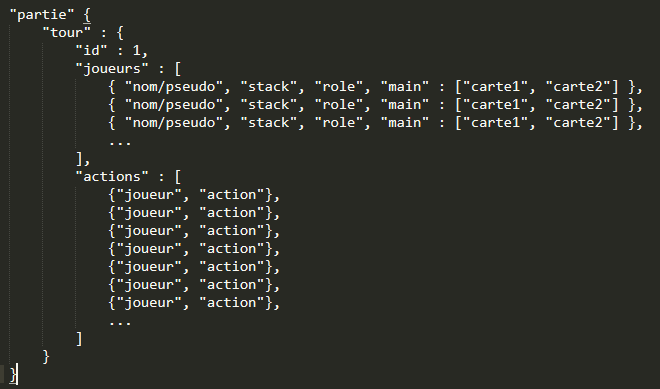 "partie" {
    "tour" : {
        "id" : 1,
        "joueurs" : [
            { "nom/pseudo", "stack", "role", "main" : ["carte1", "carte2"] },
            { "nom/pseudo", "stack", "role", "main" : ["carte1", "carte2"] },
            { "nom/pseudo", "stack", "role", "main" : ["carte1", "carte2"] },
            ...
        ],
        "actions" : [
            {"joueur", "action"},
            {"joueur", "action"},
            {"joueur", "action"},
            {"joueur", "action"},
            {"joueur", "action"},
            {"joueur", "action"},
            {"joueur", "action"},
            ...
        ]
    }
}